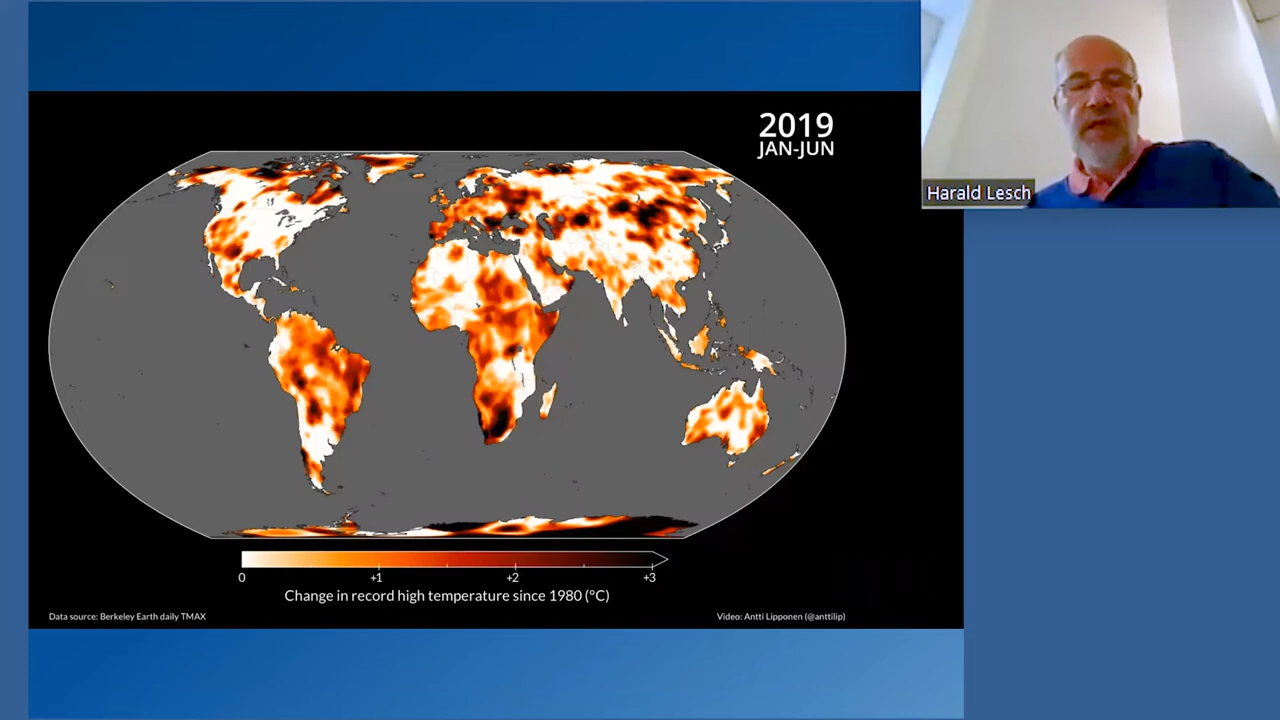 2019
JAN-JUN
Harald Lesch
0 +1 +2 +3
Change in record high temperature since 1980 (°C)
Data source: Berkeley Earth daily TMAX
Video: Antti Lipponen (@anttilip)